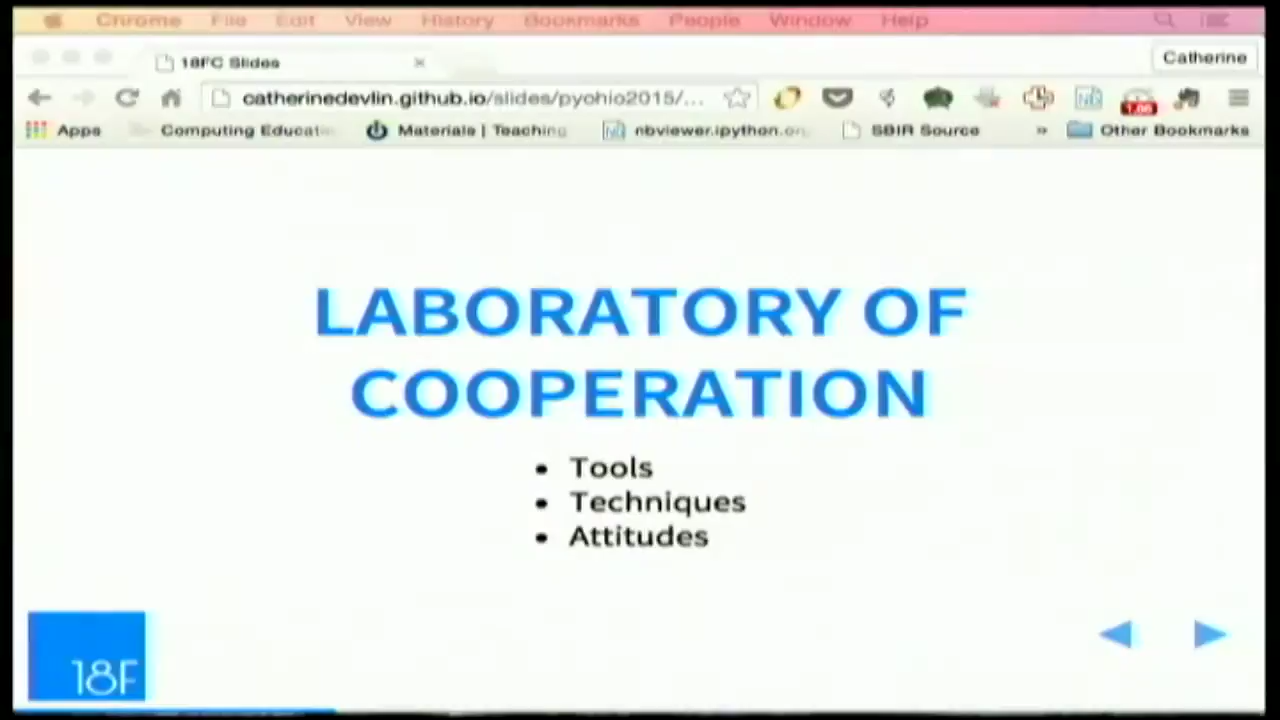 Chrome File Edit View History Bookmarks People Window Help
18FC Slides
Catherine
catherinedevlin.github.io/slides/pyohio2015/...
Apps Computing Educati Materials | Teaching nbviewer.ipython.or SBIR Source » Other Bookmarks
LABORATORY OF
COOPERATION
• Tools
• Techniques
• Attitudes
18F